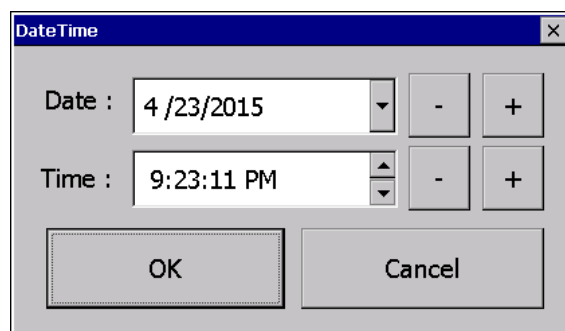 DateTime
Date : 4 /23/2015 - +
Time : 9:23:11 PM - +
OK Cancel